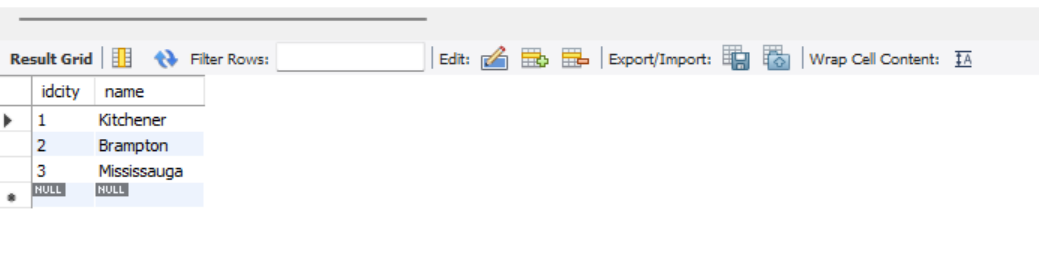 Result Grid Filter Rows: Edit: Export/Import: Wrap Cell Content: IA
idcity name
1 Kitchener
2 Brampton
3 Mississauga
NULL NULL